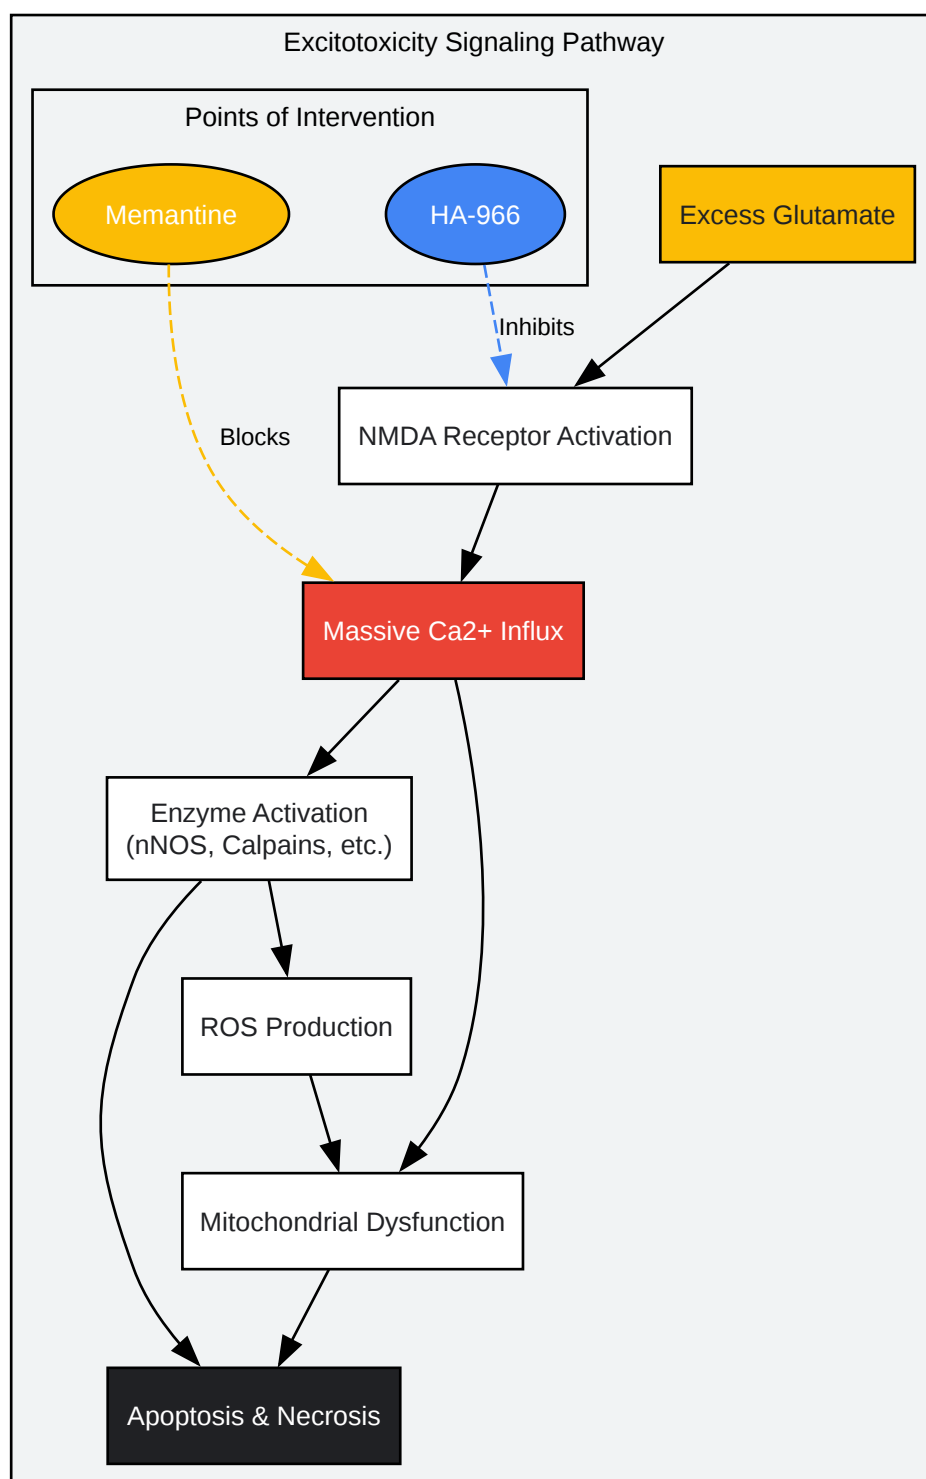 Excitotoxicity Signaling Pathway
Points of Intervention
Memantine
HA-966
Excess Glutamate
Inhibits
NMDA Receptor Activation
Blocks
Massive Ca2+ Influx
Enzyme Activation
(nNOS, Calpains, etc.)
ROS Production
Mitochondrial Dysfunction
Apoptosis & Necrosis